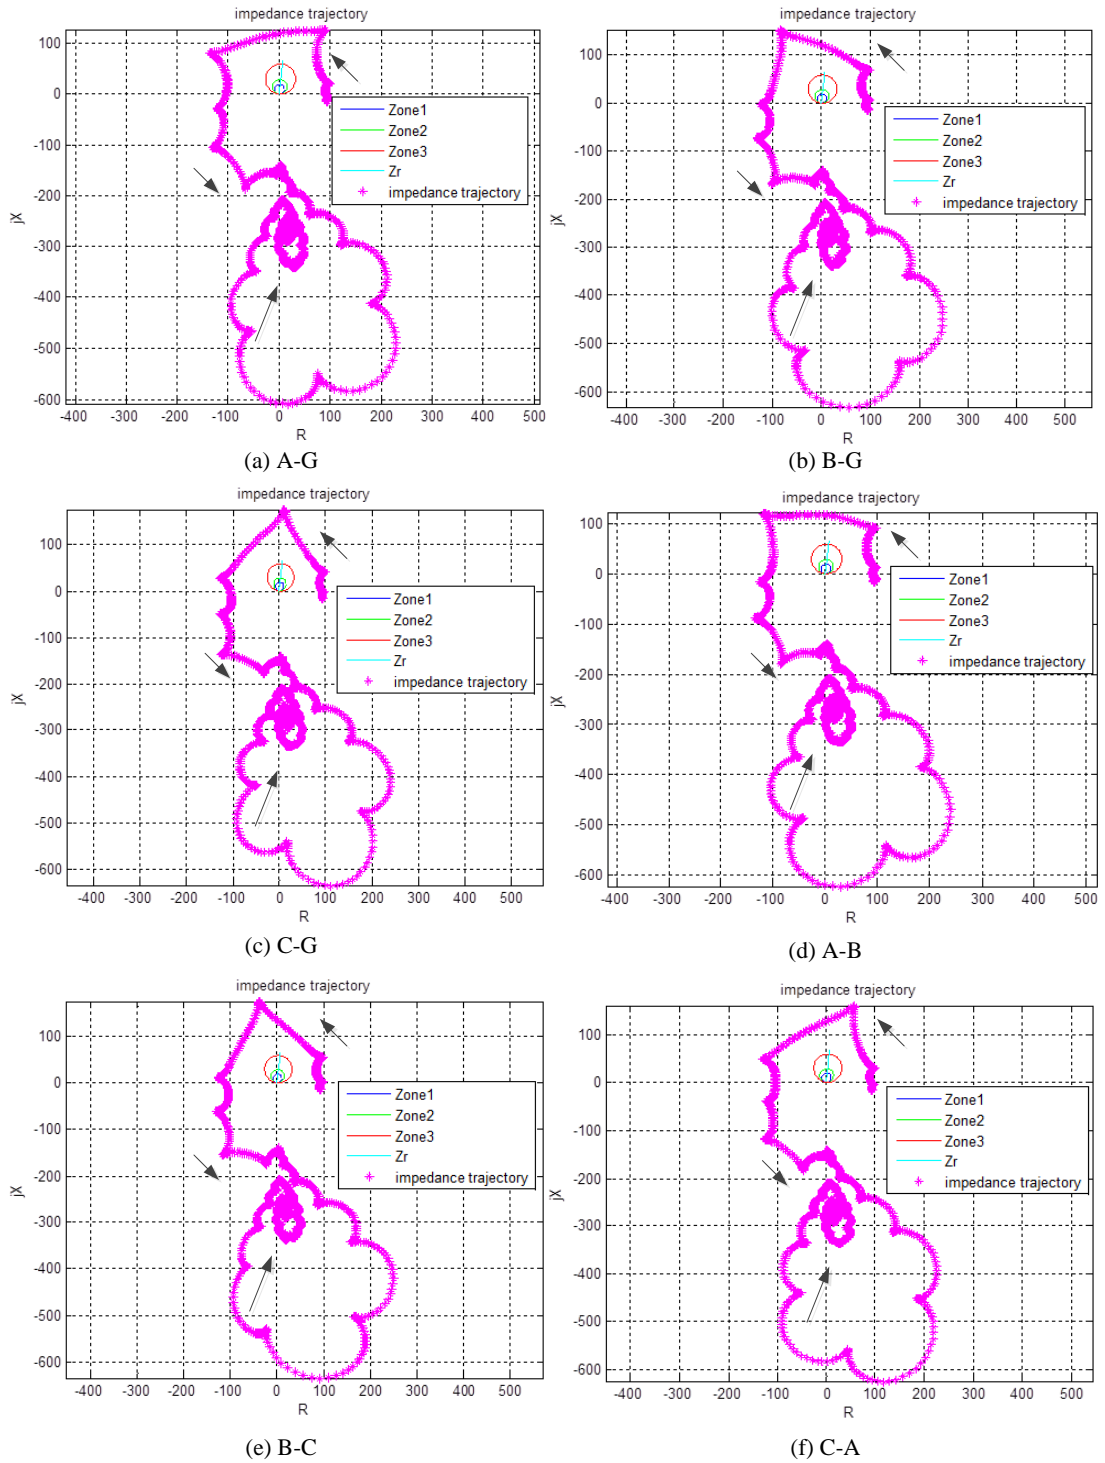 impedance trajectory
100
0
-100
-200
-300
-400
-500
-600
jX
-400 -300 -200 -100 0 100 200 300 400 500
R
Zone1
Zone2
Zone3
Zr
impedance trajectory
(a) A-G
impedance trajectory
100
0
-100
-200
-300
-400
-500
-600
jX
-400 -300 -200 -100 0 100 200 300 400 500
R
Zone1
Zone2
Zone3
Zr
impedance trajectory
(b) B-G
impedance trajectory
100
0
-100
-200
-300
-400
-500
-600
jX
-400 -300 -200 -100 0 100 200 300 400 500
R
Zone1
Zone2
Zone3
Zr
impedance trajectory
(c) C-G
impedance trajectory
100
0
-100
-200
-300
-400
-500
-600
jX
-400 -300 -200 -100 0 100 200 300 400 500
R
Zone1
Zone2
Zone3
Zr
impedance trajectory
(d) A-B
impedance trajectory
100
0
-100
-200
-300
-400
-500
-600
jX
-400 -300 -200 -100 0 100 200 300 400 500
R
Zone1
Zone2
Zone3
Zr
impedance trajectory
(e) B-C
impedance trajectory
100
0
-100
-200
-300
-400
-500
-600
jX
-400 -300 -200 -100 0 100 200 300 400 500
R
Zone1
Zone2
Zone3
Zr
impedance trajectory
(f) C-A